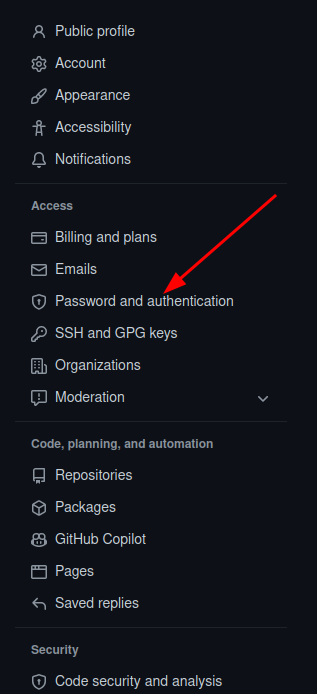 Public profile
Account
Appearance
Accessibility
Notifications
Access
Billing and plans
Emails
Password and authentication
SSH and GPG keys
Organizations
Moderation
Code, planning, and automation
Repositories
Packages
GitHub Copilot
Pages
Saved replies
Security
Code security and analysis